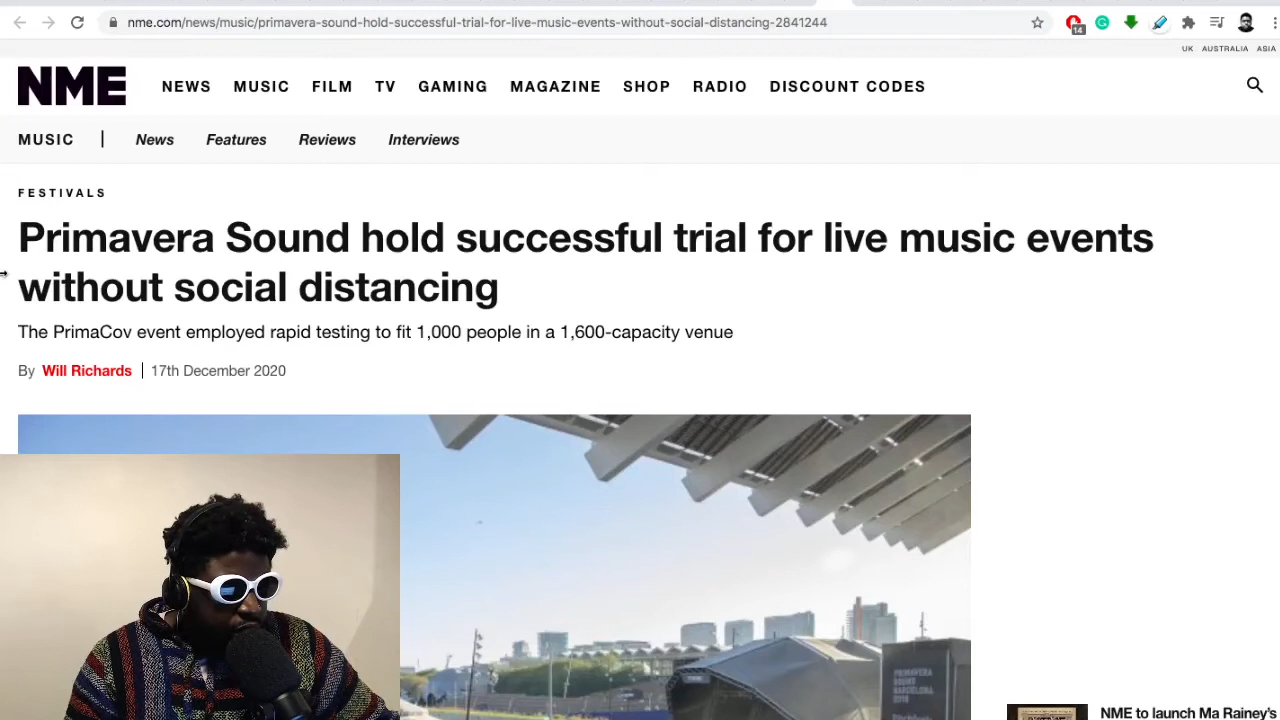 nme.com/news/music/primavera-sound-hold-successful-trial-for-live-music-events-without-social-distancing-2841244
14
UK AUSTRALIA ASIA
NME NEWS MUSIC FILM TV GAMING MAGAZINE SHOP RADIO DISCOUNT CODES
MUSIC | News Features Reviews Interviews
FESTIVALS
Primavera Sound hold successful trial for live music events
without social distancing
The PrimaCov event employed rapid testing to fit 1,000 people in a 1,600-capacity venue
By Will Richards | 17th December 2020
PRIMAVERA
SOUND
BARCELONA
NME to launch Ma Rainey's